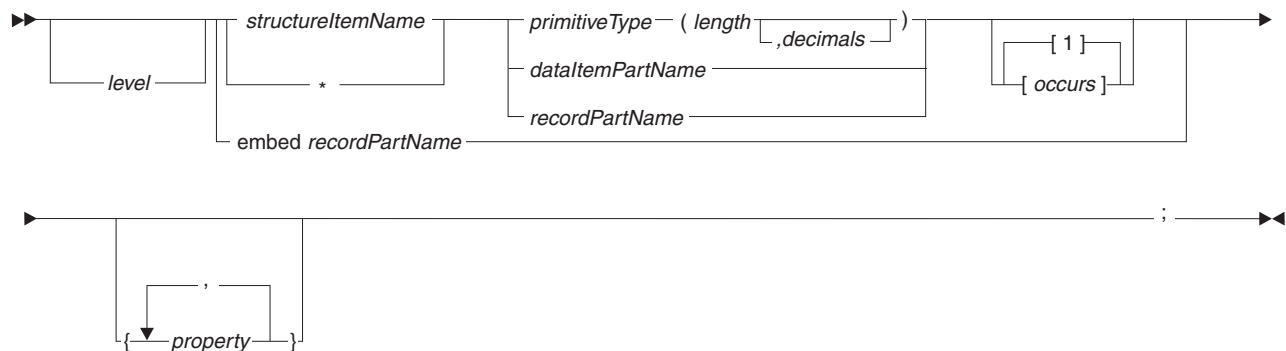 structureItemName primitiveType ( length ) [ 1 ]
,decimals
level * dataItemPartName [ occurs ]
recordPartName
embed recordPartName
;
,
{ property }